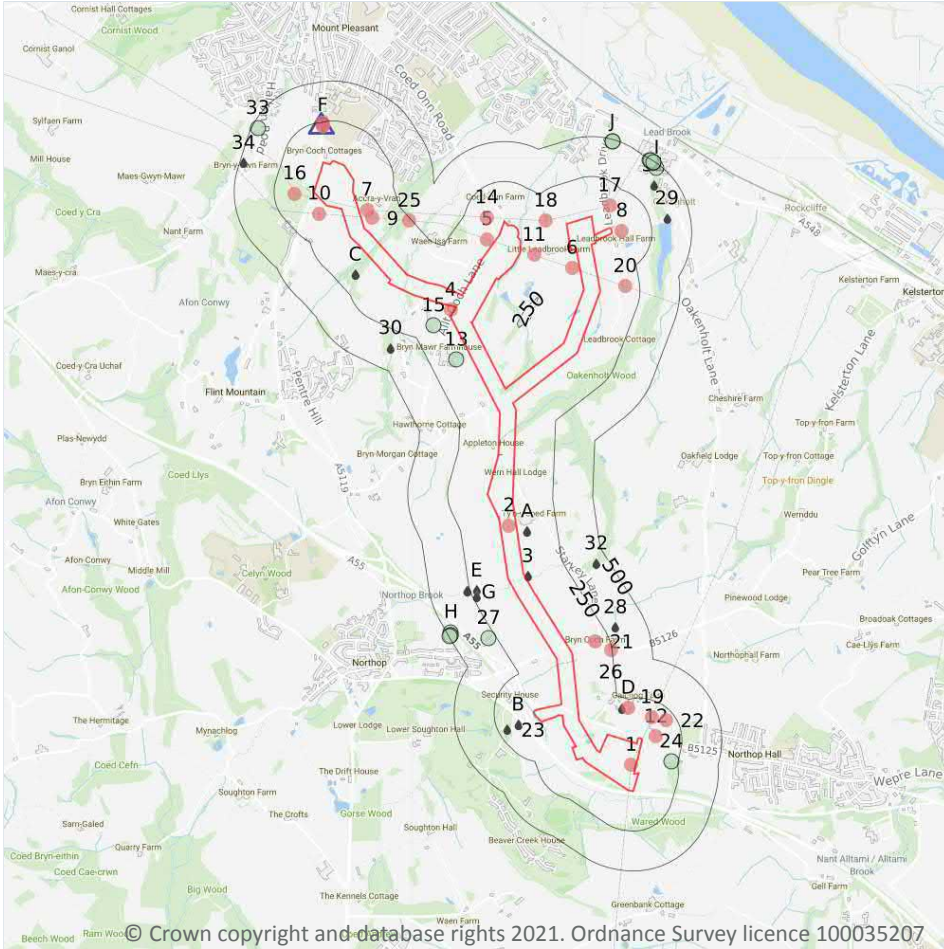 Cornist Hall Cottages
Mount Pleasant
Cornist Wood
Cornist Ganol
Coed Onn Road
33
F
J
Sylfaen Farm
Lead Brook
34
Bryn Coch Cottages
Mill House
Maes-Gwyn-Mawr
16
17
29
10
7
25
14
18
8
Rockcliffe
Coed y Cra
9
5
A548
Nant Farm
Waen Isa Farm
11
Leadbrook Hall Farm
Little Leadbrook Farm
6
Maes-y-cra
C
20
Kelsterton Farm
4
Kelsterton
Afon Conwy
15
250
30
13
Bryn Mawr Farmhouse
Leadbrook Cottage
Oakenholt Lane
Kelsterton Lane
Coed-y-Cra Uchaf
Oakenholt Wood
Pentre Hill
Flint Mountain
Cheshire Farm
Hawthorne Cottage
Top-y-fron Farm
Plas-Newydd
Appleton House
Bryn-Morgan Cottage
Oakfield Lodge
Top-y-fron Cottage
Coed Llys
A5119
Wern Hall Lodge
Top-y-fron Dingle
Bryn Eithin Farm
Afon Conwy
2
A
Wernddu
White Gates
Golftyn Lane
Afon-Conwy
Middle Mill
A55
3
32
Starkey Lane
500
Pear Tree Farm
Celyn Wood
E
Afon-Conwy Wood
Northop Brook
G
250
28
Pinewood Lodge
H
27
A55
B5126
Cae-Llys Farm
21
Northophall Farm
Northop
26
Security House
D
19
The Hermitage
B
12
22
Lower Lodge
Lower Soughton Hall
23
Mynachlog
24
1
B5125
Northop Hall
Coed Cefn
The Drift House
Wepre Lane
Soughton Farm
The Crofts
Gorse Wood
Sarn-Galed
Soughton Hall
Wared Wood
Quarry Farm
Beaver Creek House
Coed Bryn-eithin
Nant Alltami / Alltami
Brook
Coed Cae-crwn
Big Wood
Gell Farm
The Kennels Cottage
Waen Farm
Beech Wood
© Crown copyright and database rights 2021. Ordnance Survey licence 100035207